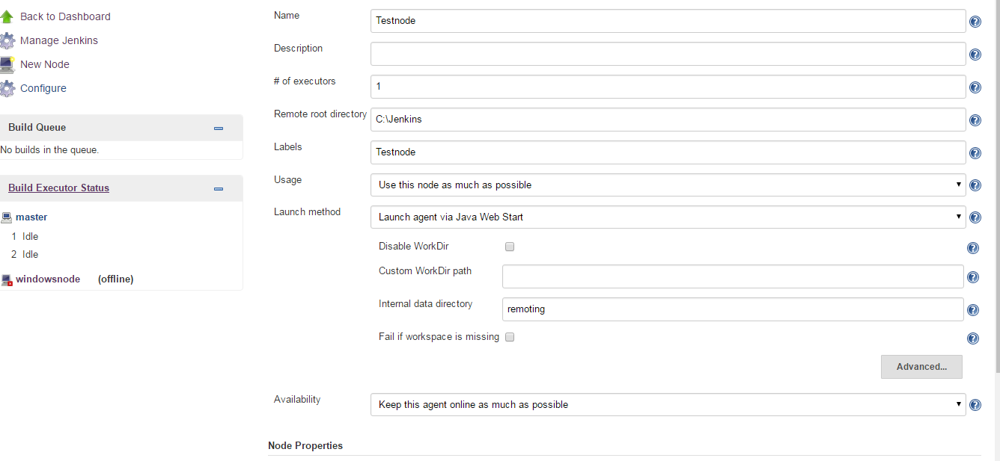 Back to Dashboard
Manage Jenkins
New Node
Configure
Build Queue
No builds in the queue.
Build Executor Status
master
1 Idle
2 Idle
windowsnode (offline)
Name Testnode
Description
# of executors 1
Remote root directory C:\Jenkins
Labels Testnode
Usage Use this node as much as possible
Launch method Launch agent via Java Web Start
Disable WorkDir
Custom WorkDir path
Internal data directory remoting
Fail if workspace is missing
Advanced...
Availability Keep this agent online as much as possible
Node Properties